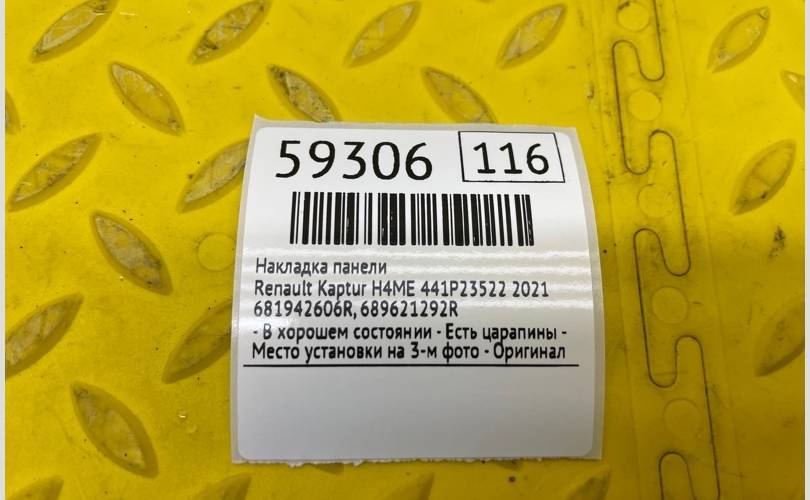 59306 116
Накладка панели
Renault Kaptur H4ME 441P23522 2021
681942606R, 689621292R
- В хорошем состоянии - Есть царапины -
Место установки на 3-м фото - Оригинал